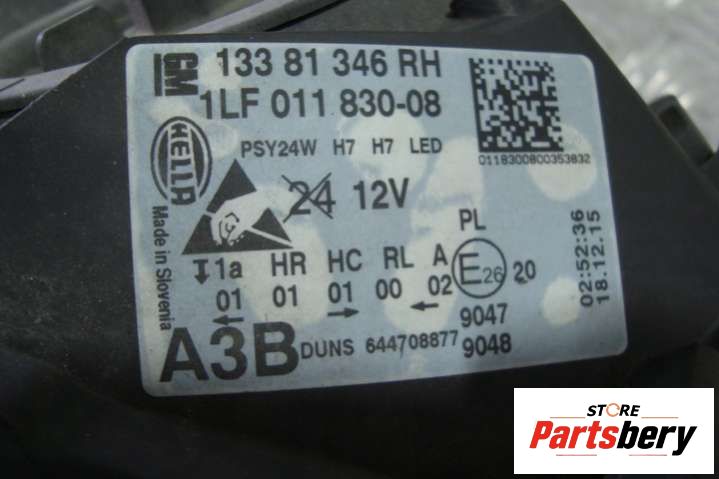 GM 133 81 346 RH
1LF 011 830-08
HELLA
PSY24W H7 H7 LED
0118300800353832
24 12V
Made in Slovenia
1a HR HC RL A
01 01 01 00 02
PL
E26 20
9047
9048
A3B DUNS 644708877
02:52:36
18.12.15
STORE
Partsbery